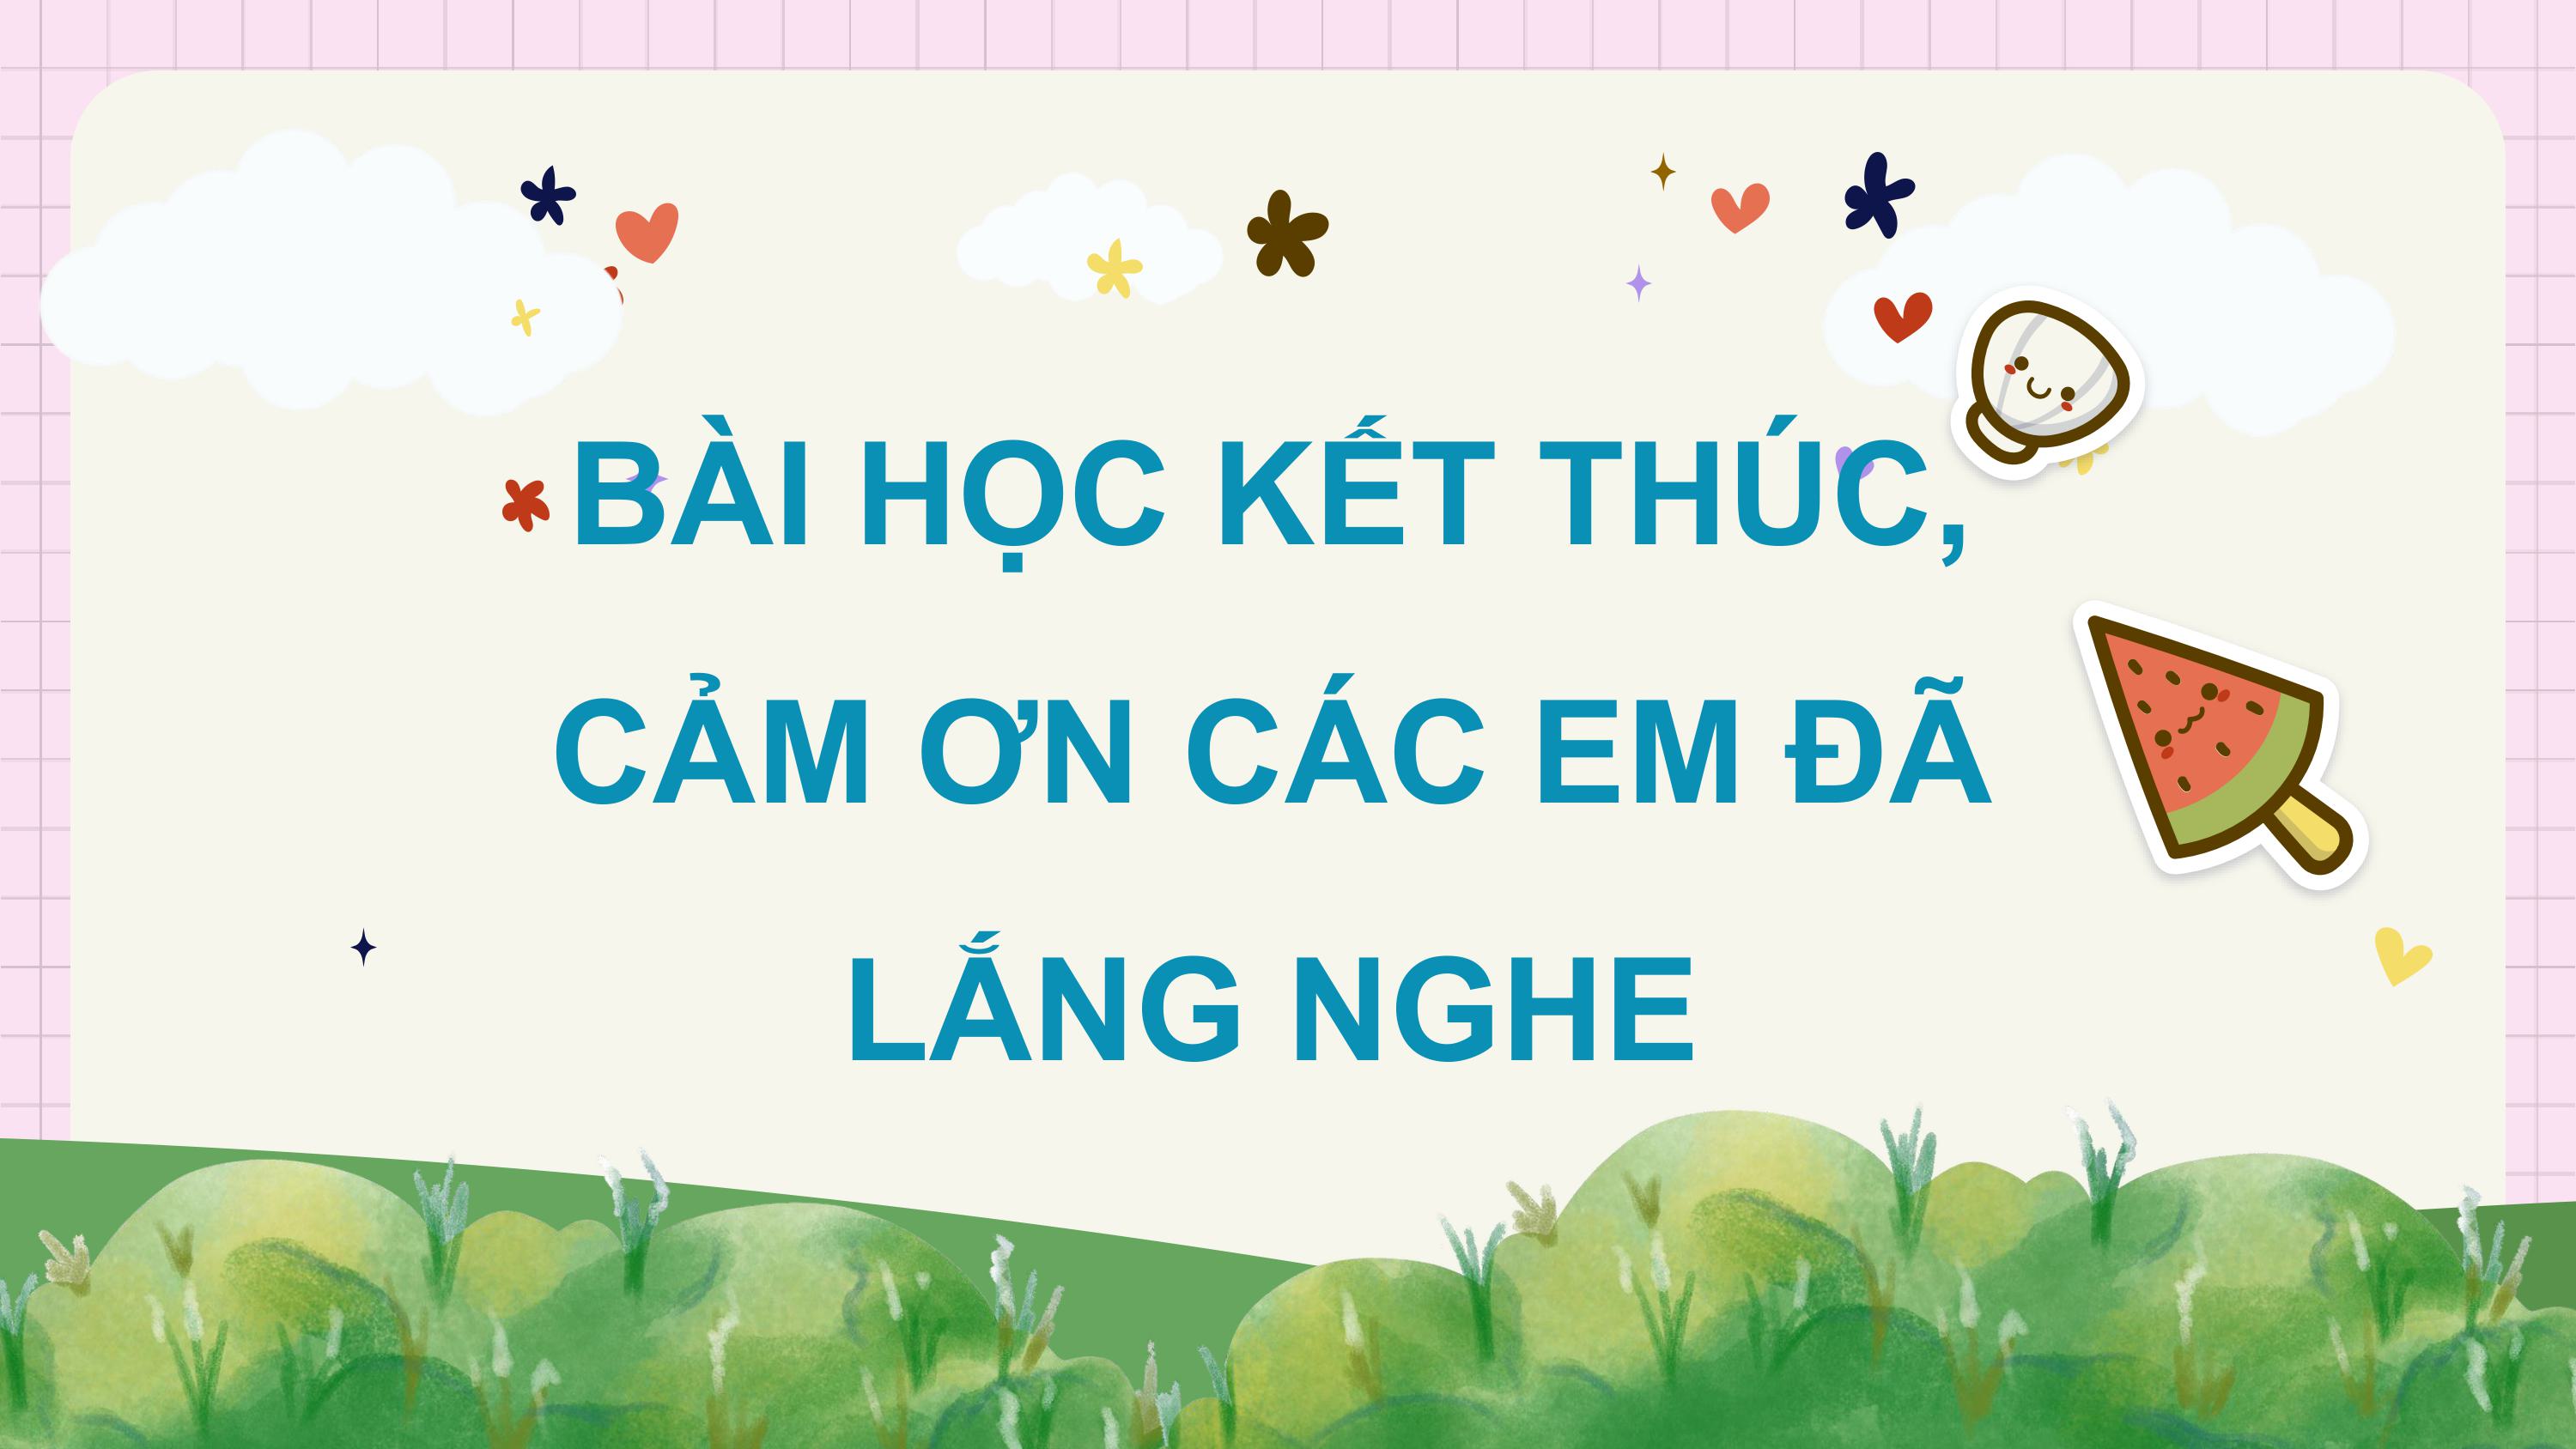 BÀI HỌC KẾT THÚC,
CẢM ƠN CÁC EM ĐÃ
LẮNG NGHE